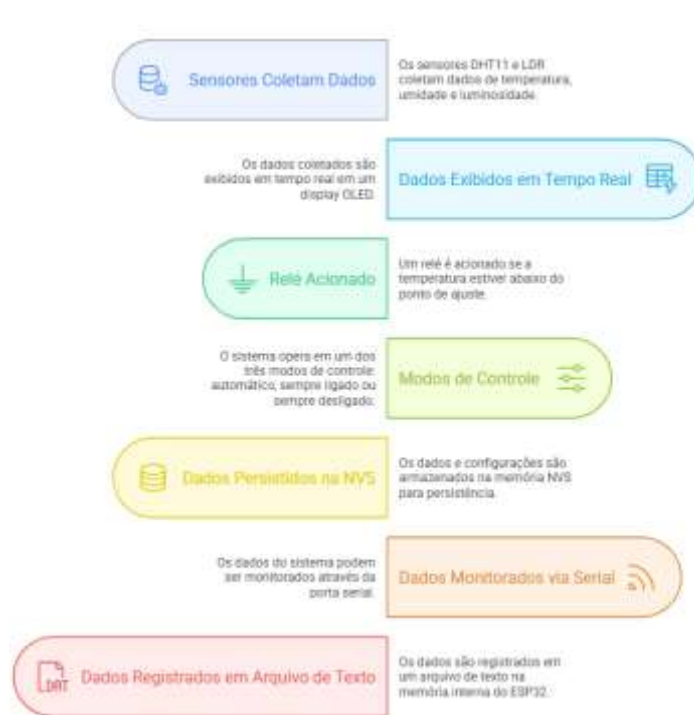 Sensores Coletam Dados
Os sensores DHT11 e LDR
coletam dados de temperatura,
umidade e luminosidade.
Os dados coletados são
exibidos em tempo real em um
display OLED.
Dados Exibidos em Tempo Real
Relé Acionado
Um relé é acionado se a
temperatura estiver abaixo do
ponto de ajuste.
O sistema opera em um dos
três modos de controle:
automático, sempre ligado ou
sempre desligado.
Modos de Controle
Dados Persistidos na NVS
Os dados e configurações são
armazenados na memória NVS
para persistência.
Os dados do sistema podem
ser monitorados através da
porta serial.
Dados Monitorados via Serial
DAT
Dados Registrados em Arquivo de Texto
Os dados são registrados em
um arquivo de texto na
memória interna do ESP32.